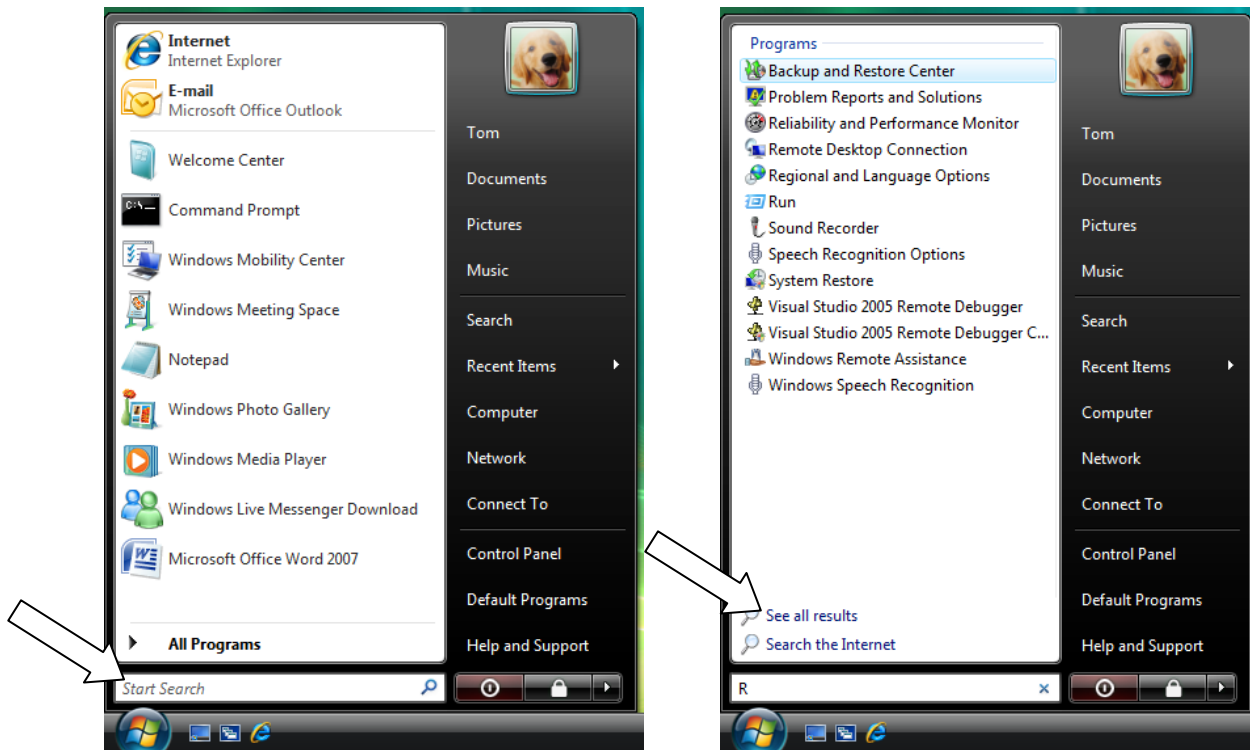 Internet
Internet Explorer
E-mail
Microsoft Office Outlook
Welcome Center
Command Prompt
Windows Mobility Center
Windows Meeting Space
Notepad
Windows Photo Gallery
Windows Media Player
Windows Live Messenger Download
Microsoft Office Word 2007
All Programs
Start Search
Tom
Documents
Pictures
Music
Search
Recent Items
Computer
Network
Connect To
Control Panel
Default Programs
Help and Support
Programs
Backup and Restore Center
Problem Reports and Solutions
Reliability and Performance Monitor
Remote Desktop Connection
Regional and Language Options
Run
Sound Recorder
Speech Recognition Options
System Restore
Visual Studio 2005 Remote Debugger
Visual Studio 2005 Remote Debugger C...
Windows Remote Assistance
Windows Speech Recognition
See all results
Search the Internet
R
Tom
Documents
Pictures
Music
Search
Recent Items
Computer
Network
Connect To
Control Panel
Default Programs
Help and Support